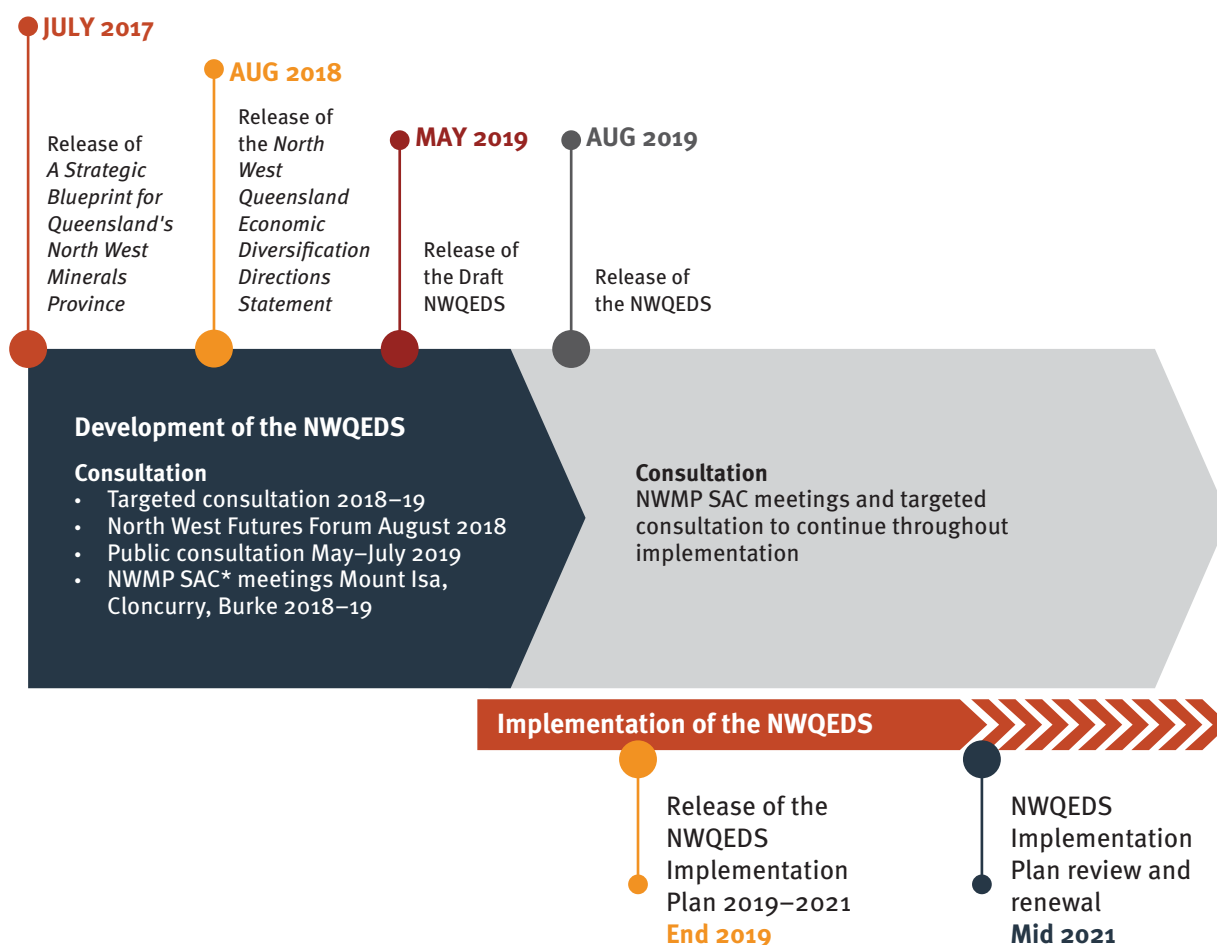 JULY 2017
Release of
A Strategic
Blueprint for
Queensland's
North West
Minerals
Province
AUG 2018
Release of
the North
West
Queensland
Economic
Diversification
Directions
Statement
MAY 2019
Release of
the Draft
NWQEDS
AUG 2019
Release of
the NWQEDS
Development of the NWQEDS
Consultation
• Targeted consultation 2018–19
• North West Futures Forum August 2018
• Public consultation May–July 2019
• NWMP SAC* meetings Mount Isa,
Cloncurry, Burke 2018–19
Consultation
NWMP SAC meetings and targeted
consultation to continue throughout
implementation
Implementation of the NWQEDS
Release of the
NWQEDS
Implementation
Plan 2019–2021
End 2019
NWQEDS
Implementation
Plan review and
renewal
Mid 2021